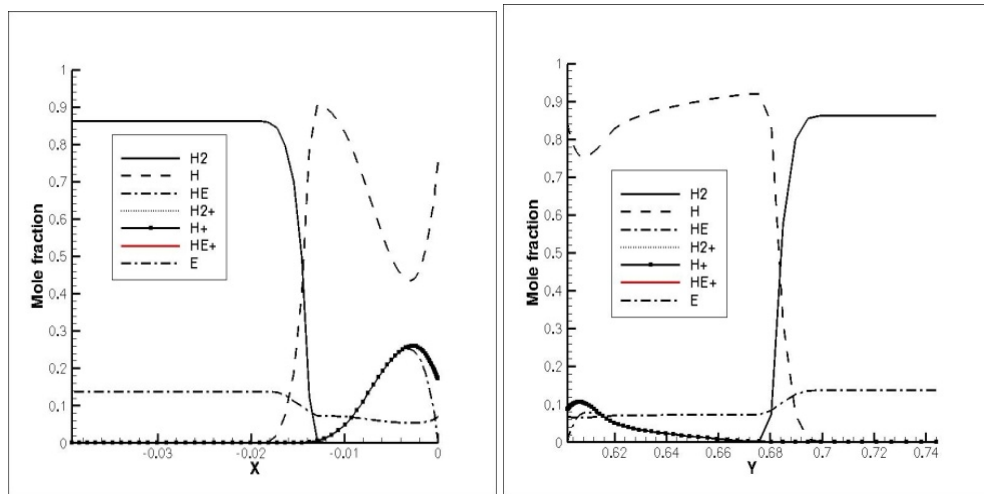 1
0.9
0.8
0.7
0.6
0.5
0.4
0.3
0.2
0.1
0
Mole fraction
H2
H
HE
H2+
H+
HE+
E
-0.03
-0.02
-0.01
0
X
1
0.9
0.8
0.7
0.6
0.5
0.4
0.3
0.2
0.1
0
Mole fraction
H2
H
HE
H2+
H+
HE+
E
0.62
0.64
0.66
0.68
0.7
0.72
0.74
Y